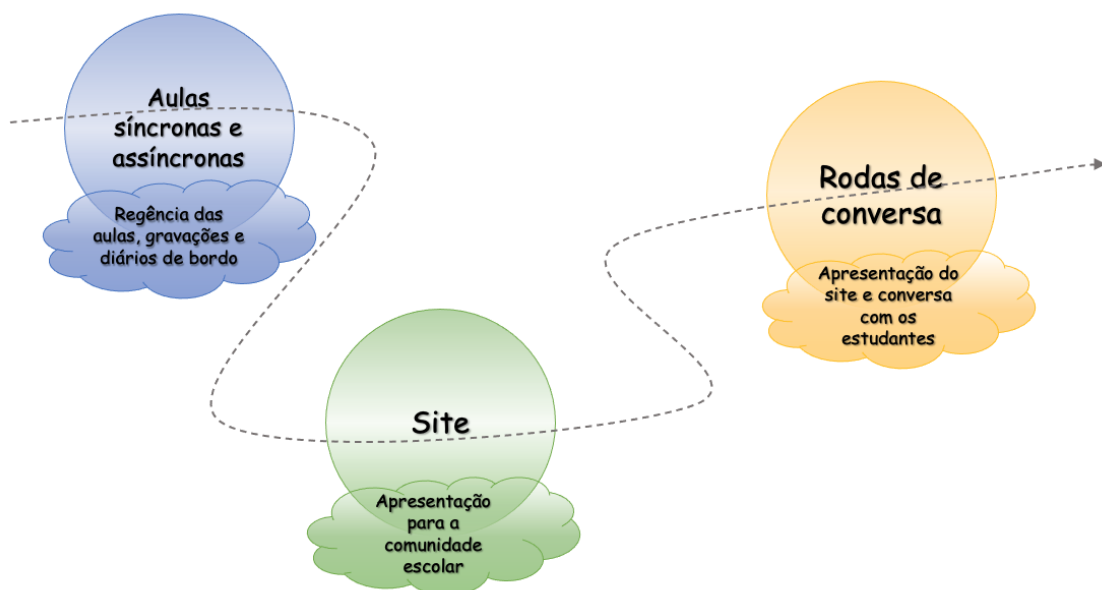 Aulas
síncronas e
assíncronas
Regência das
aulas, gravações e
diários de bordo
Site
Apresentação
para a
comunidade
escolar
Rodas de
conversa
Apresentação do
site e conversa
com os
estudantes